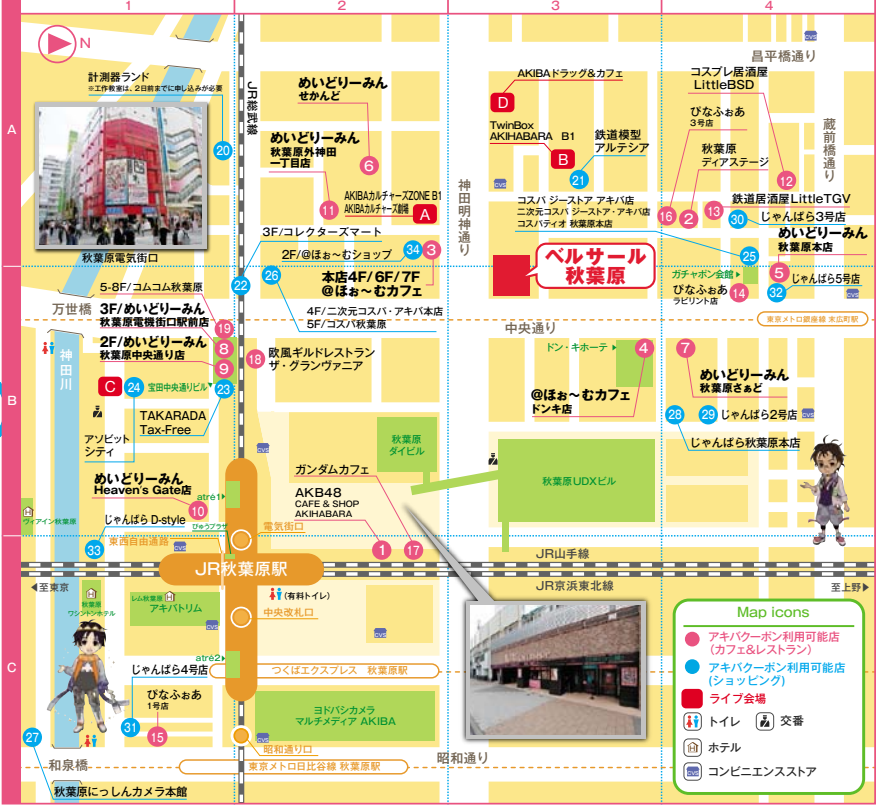 1
2
3
4
A
B
C
N
昌平橋通り
計測器ランド
※工作教室は、2日前までに申し込みが必要
20
秋葉原電気街口
JR総武線
めいどりーみん
せかんど
6
めいどりーみん
秋葉原外神田
一丁目店
11
AKIBAカルチャーズZONE B1
AKIBAカルチャーズ劇場
A
3F/コレクターズマート
2F/@ほぉ〜むショップ
34
3
本店4F/6F/7F
@ほぉ〜むカフェ
22
26
4F/二次元コスパ・アキバ本店
5F/コスパ秋葉原
神田明神通り
AKIBAドラッグ&カフェ
D
TwinBox
AKIHABARA B1
B
鉄道模型
アルテシア
21
コスパ ジーストア アキバ店
二次元コスパ ジーストア・アキバ店
コスパティオ 秋葉原本店
25
ベルサール
秋葉原
コスプレ居酒屋
LittleBSD
12
ぴなふぉあ
3号店
16
秋葉原
ディアステージ
2
蔵前橋通り
鉄道居酒屋LittleTGV
13
30
じゃんぱら3号店
めいどりーみん
秋葉原本店
5
ガチャポン会館
ぴなふぉあ
ラビリント店
14
32
じゃんぱら5号店
東京メトロ銀座線 末広町駅
万世橋
中央通り
5-8F/コムコム秋葉原
19
3F/めいどりーみん
秋葉原電機街口駅前店
8
2F/めいどりーみん
秋葉原中央通り店
9
神田川
C
24
宝田中央通りビル
23
TAKARADA
Tax-Free
アソビット
シティ
18
欧風ギルドレストラン
ザ・グランヴァニア
ドン・キホーテ
4
@ほぉ〜むカフェ
ドンキ店
7
めいどりーみん
秋葉原さぁど
28
29
じゃんぱら2号店
じゃんぱら秋葉原本店
秋葉原
ダイビル
秋葉原UDXビル
めいどりーみん
Heaven's Gate店
10
atré1
びゅうプラザ
ヴィアイン秋葉原
じゃんぱら D-style
33
東西自由通路
電気街口
ガンダムカフェ
AKB48
CAFE & SHOP
AKIHABARA
1
17
JR秋葉原駅
JR山手線
JR京浜東北線
至東京
至上野
秋葉原
ワシントンホテル
レム秋葉原
アキバトリム
(有料トイレ)
中央改札口
atré2
つくばエクスプレス 秋葉原駅
じゃんぱら4号店
31
ぴなふぉあ
1号店
15
ヨドバシカメラ
マルチメディア AKIBA
昭和通り口
昭和通り
東京メトロ日比谷線 秋葉原駅
27
和泉橋
秋葉原にっしんカメラ本館
Map icons
アキバクーポン利用可能店
(カフェ&レストラン)
アキバクーポン利用可能店
(ショッピング)
ライブ会場
トイレ
交番
ホテル
CVS
コンビニエンスストア